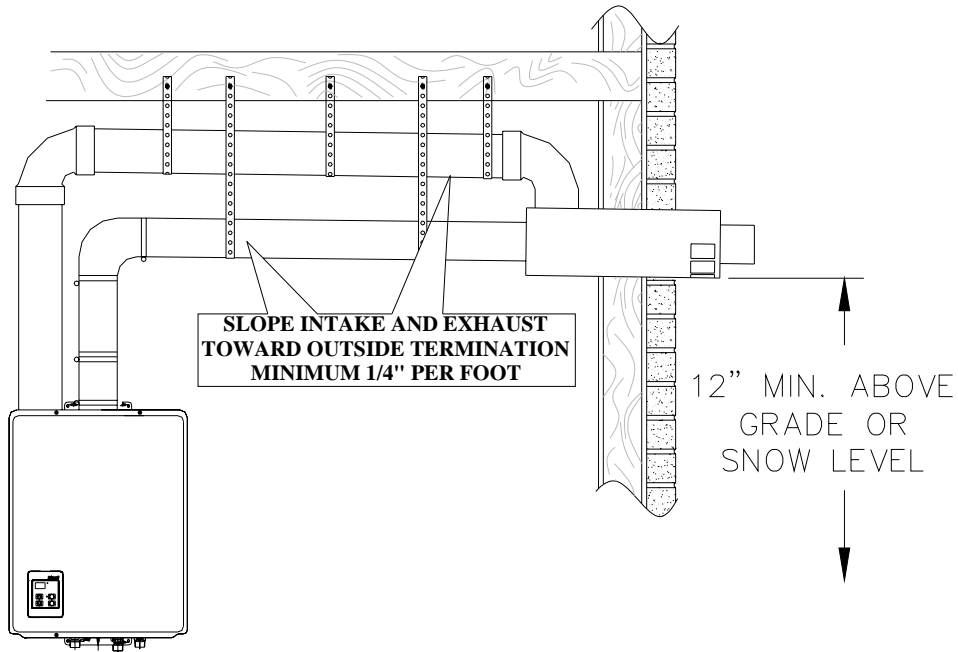 SLOPE INTAKE AND EXHAUST
TOWARD OUTSIDE TERMINATION
MINIMUM 1/4" PER FOOT
12” MIN. ABOVE
GRADE OR
SNOW LEVEL